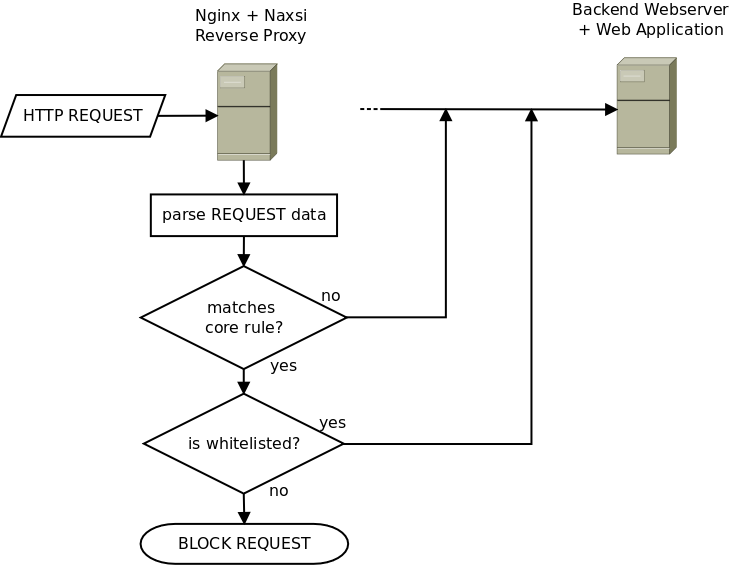 Nginx + Naxsi
Reverse Proxy
Backend Webserver
+ Web Application
HTTP REQUEST
parse REQUEST data
matches
core rule?
no
yes
is whitelisted?
yes
no
BLOCK REQUEST